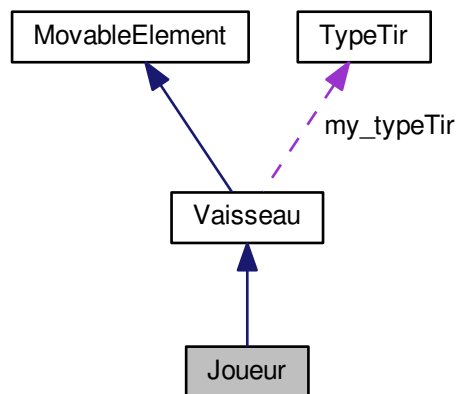 MovableElement
TypeTir
my_typeTir
Vaisseau
Joueur